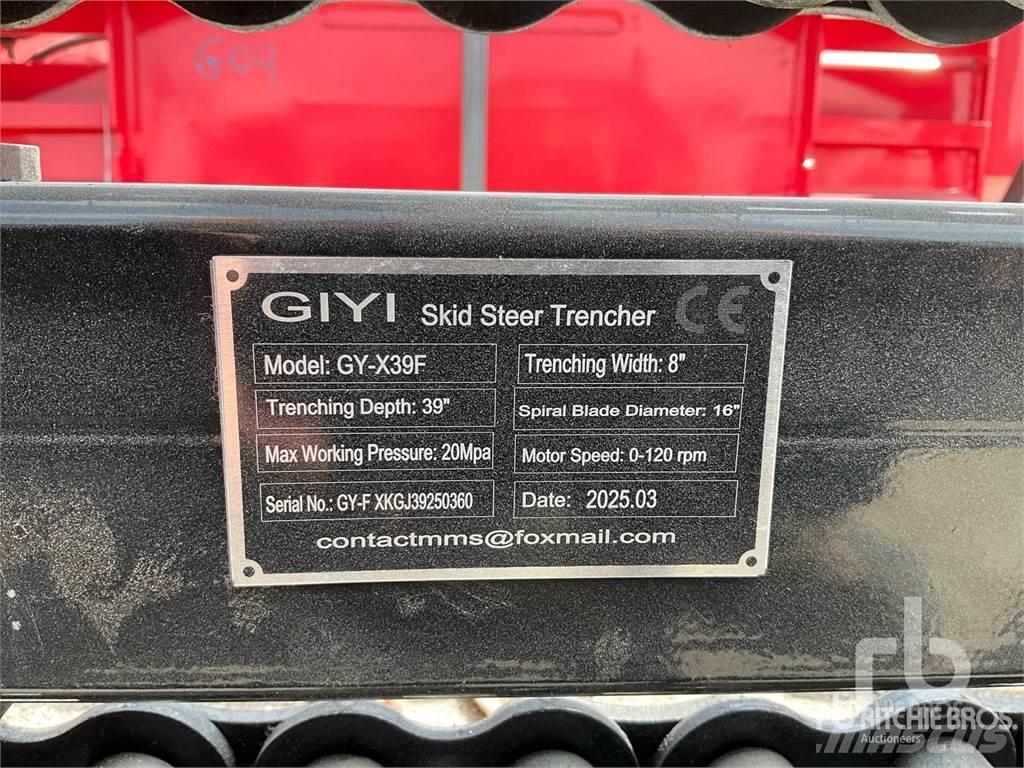 G04
GIYI Skid Steer Trencher CE
Model: GY-X39F
Trenching Width: 8"
Trenching Depth: 39"
Spiral Blade Diameter: 16"
Max Working Pressure: 20Mpa
Motor Speed: 0-120 rpm
Serial No.: GY-F XKGJ39250360
Date: 2025.03
contactmms@foxmail.com
rb
RITCHIE BROS.
Auctioneers
Mascus